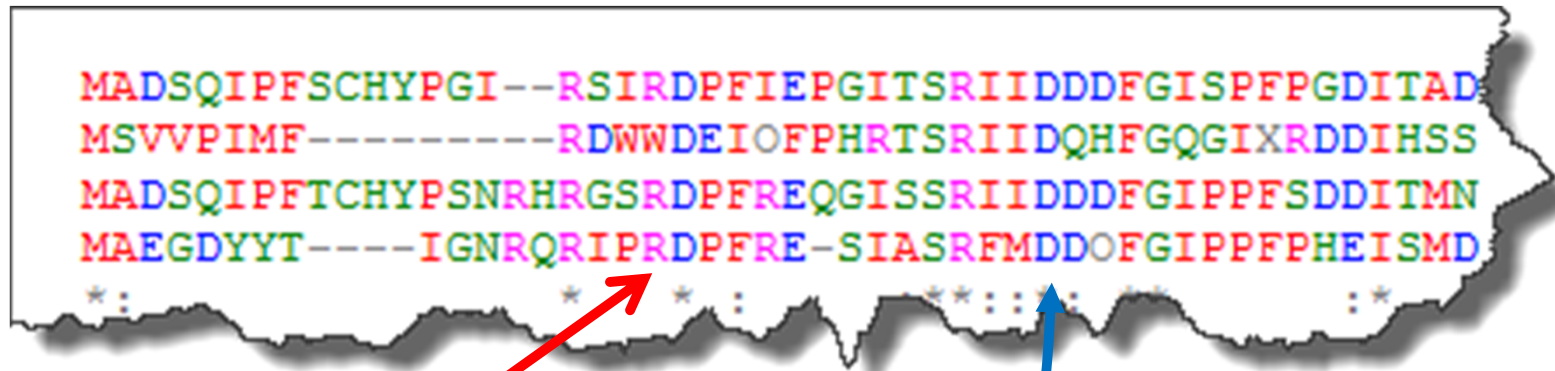 MADSQIPFSCHYPGI--RSIRDPFIEPGITSRIIDDDFGISPFPGDITAD
MSVVPIMF---------RDWWDEIOFPHRTSRIIDQHFGQGIXRDDIHSS
MADSQIPFTCHYPSNRHRGSRDPFREQGISSRIIDDDFGIPPFSDDITMN
MAEGDYYT----IGNRQRIPRDPFRE-SIASRFMDDOFGIPPFPHEISMD
*:               *   * :      **::*: **      :*